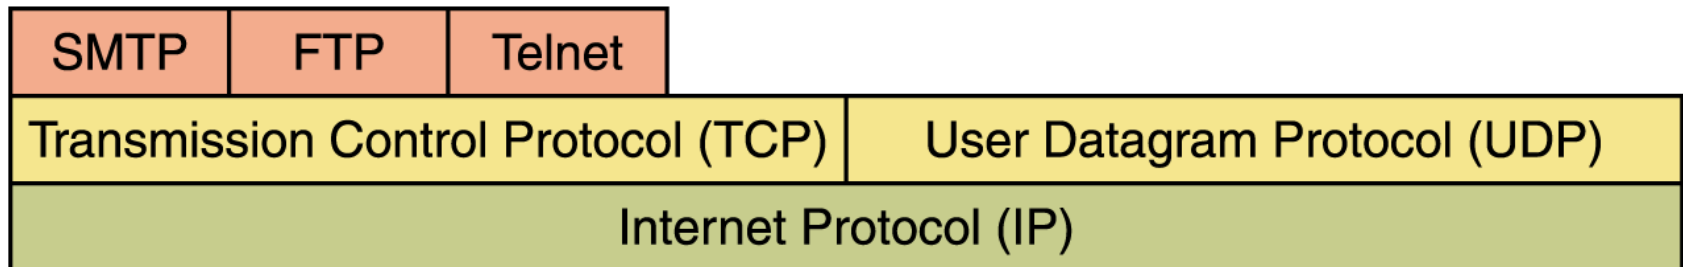 SMTP FTP Telnet
Transmission Control Protocol (TCP) User Datagram Protocol (UDP)
Internet Protocol (IP)